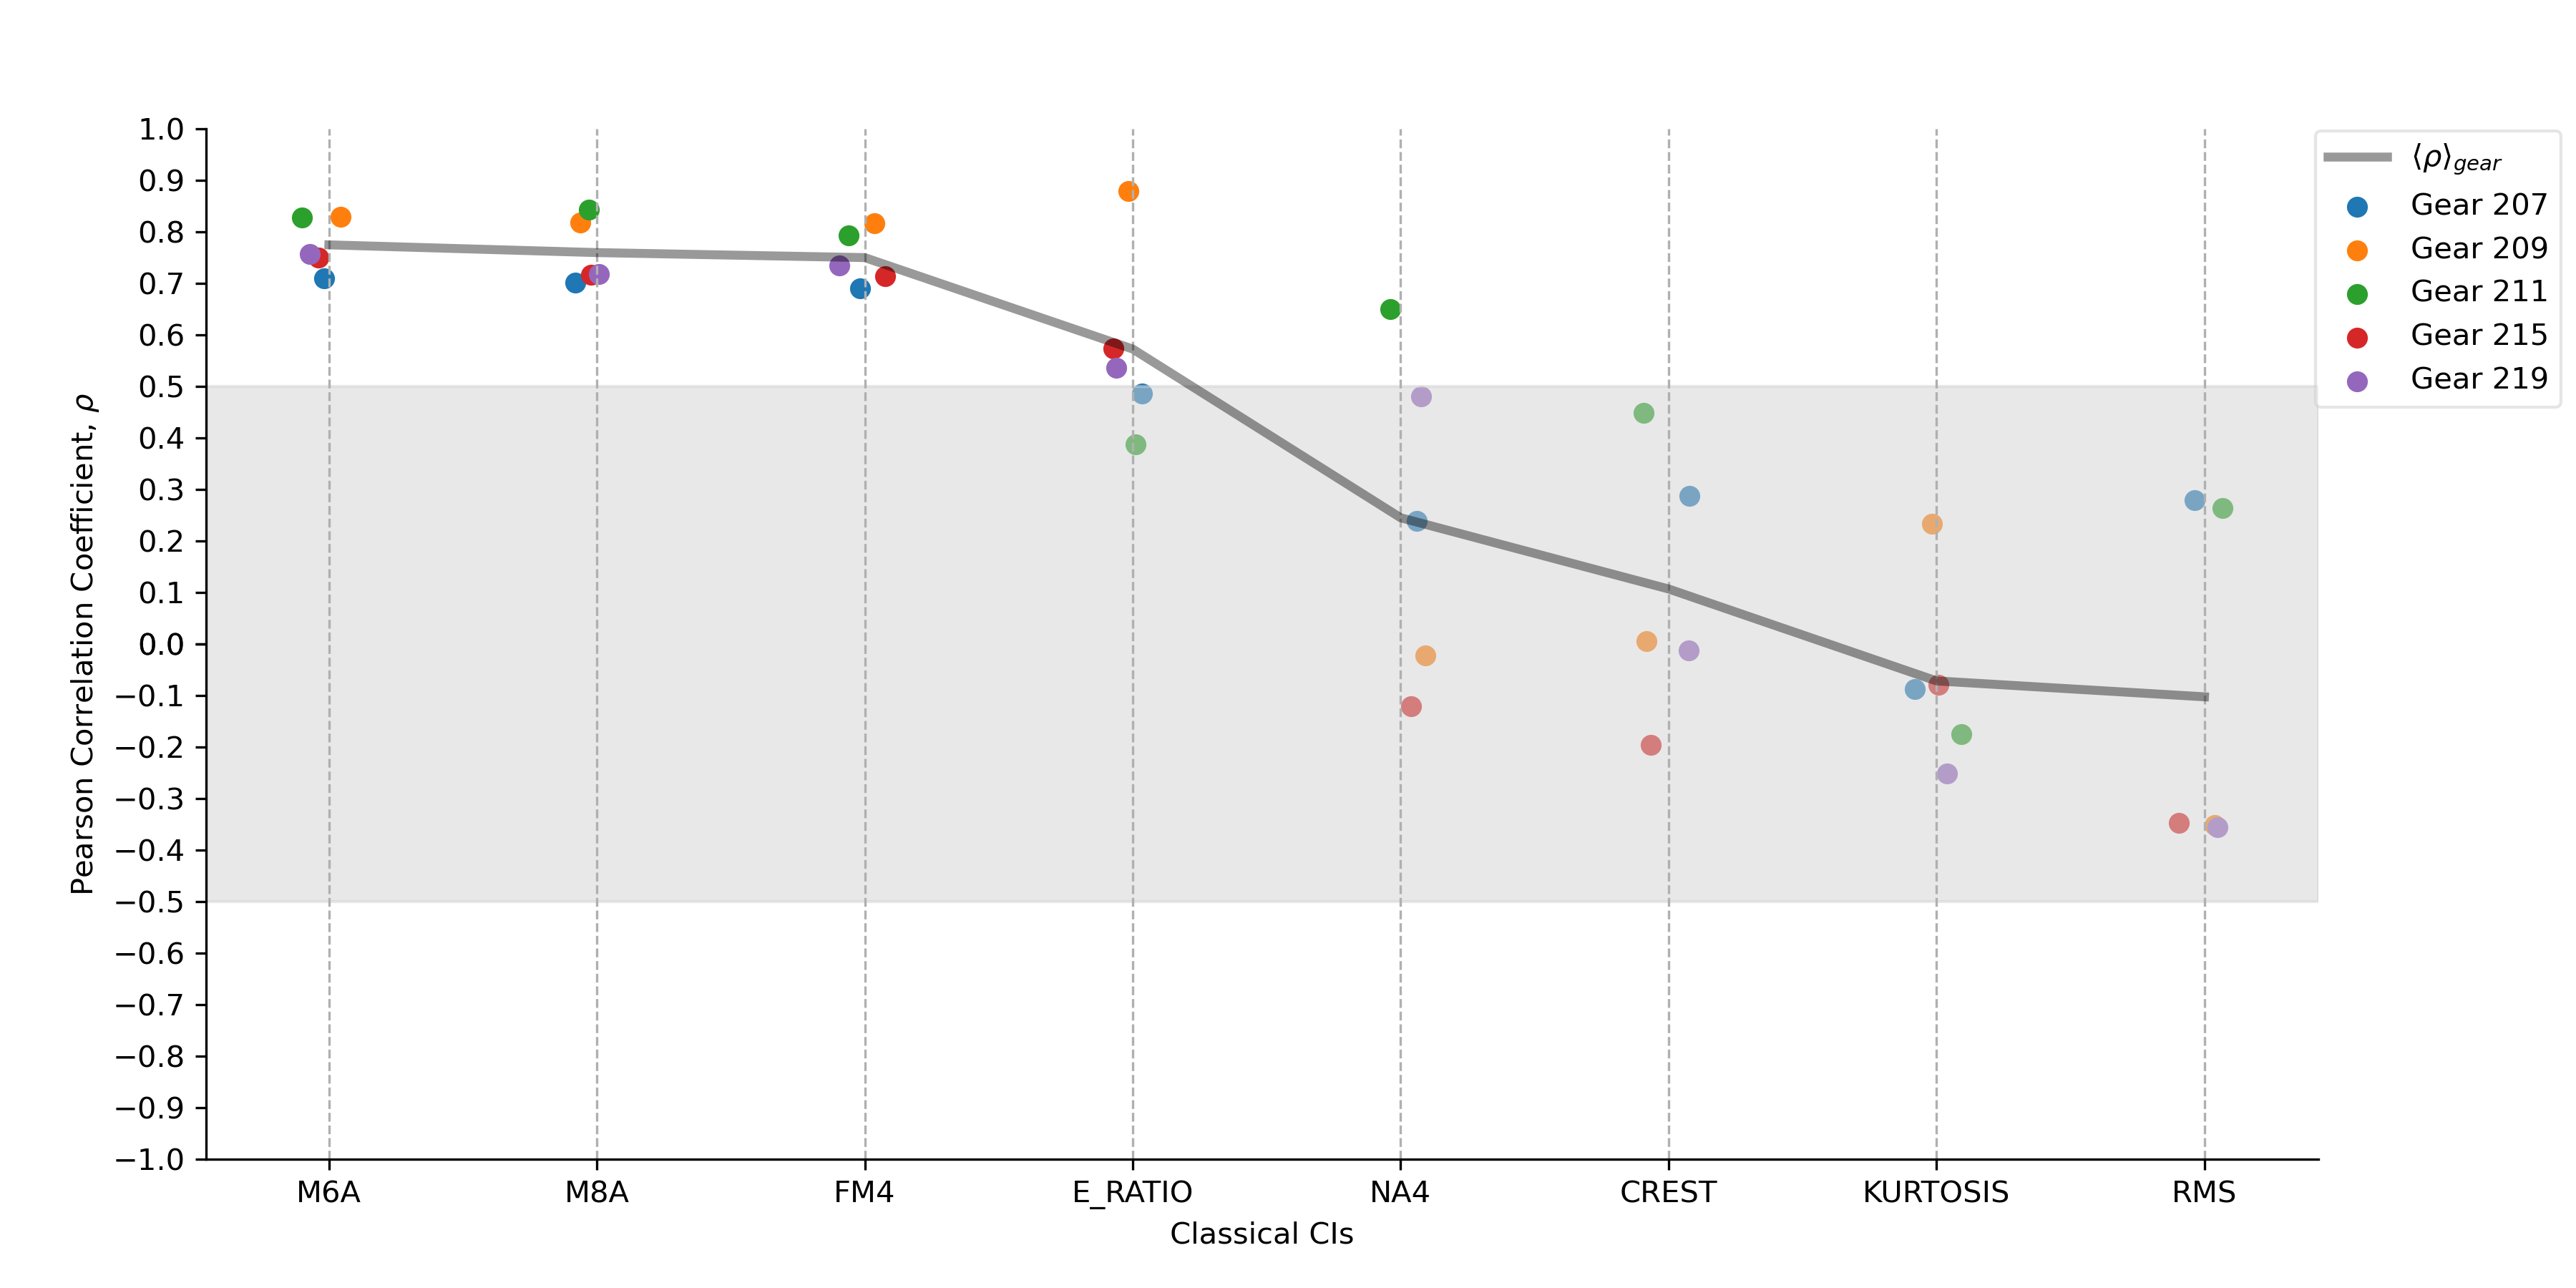 1.0
0.9
0.8
0.7
0.6
0.5
0.4
0.3
0.2
0.1
0.0
−0.1
−0.2
−0.3
−0.4
−0.5
−0.6
−0.7
−0.8
−0.9
−1.0
Pearson Correlation Coefficient, ρ
M6A M8A FM4 E_RATIO NA4 CREST KURTOSIS RMS
Classical CIs
⟨ρ⟩gear
Gear 207
Gear 209
Gear 211
Gear 215
Gear 219